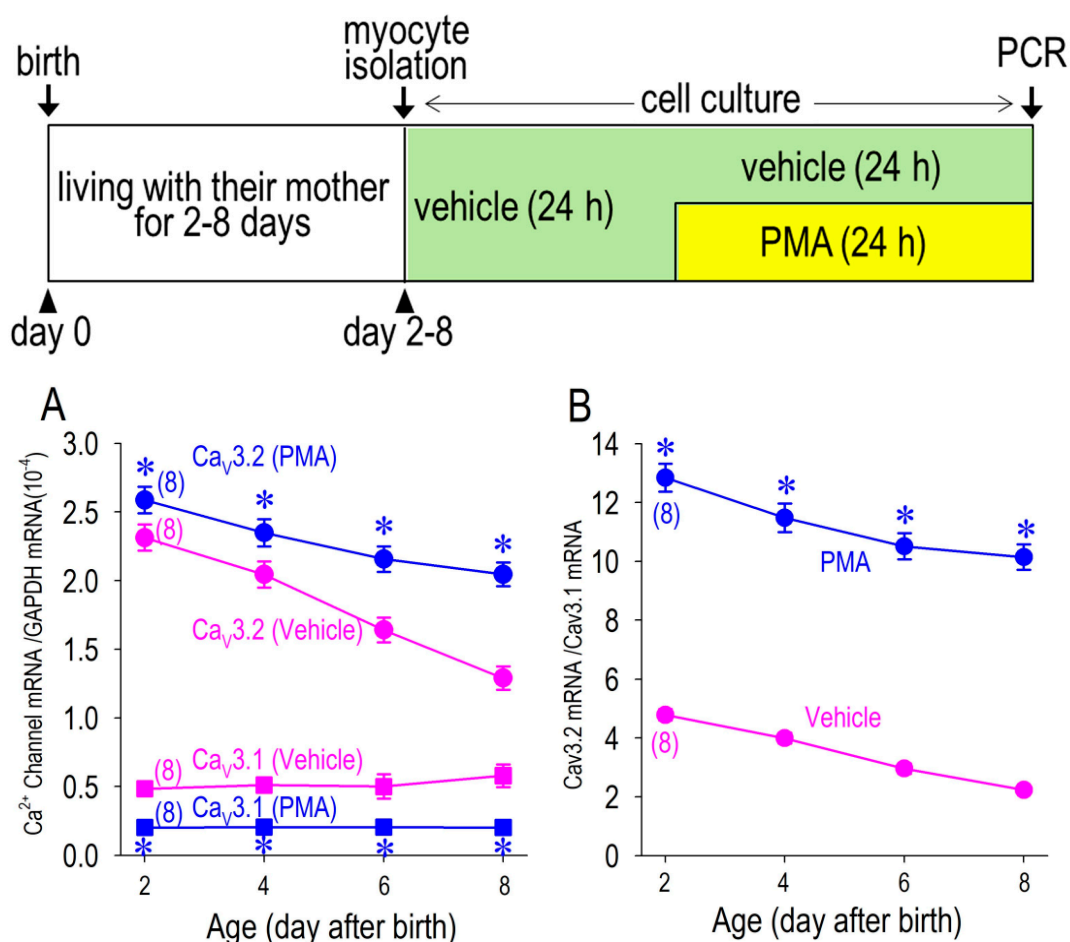 birth
myocyte
isolation
PCR
cell culture
living with their mother
for 2-8 days
vehicle (24 h)
vehicle (24 h)
PMA (24 h)
day 0
day 2-8
A
Ca²⁺ Channel mRNA /GAPDH mRNA(10⁻⁴)
3.0
2.5
2.0
1.5
1.0
0.5
0.0
* (8) CaV3.2 (PMA)
* * *
(8)
CaV3.2 (Vehicle)
(8) CaV3.1 (Vehicle)
(8) CaV3.1 (PMA)
* * * *
2 4 6 8
Age (day after birth)
B
Cav3.2 mRNA /Cav3.1 mRNA
14
12
10
8
6
4
2
0
* * * *
(8)
PMA
Vehicle
(8)
2 4 6 8
Age (day after birth)